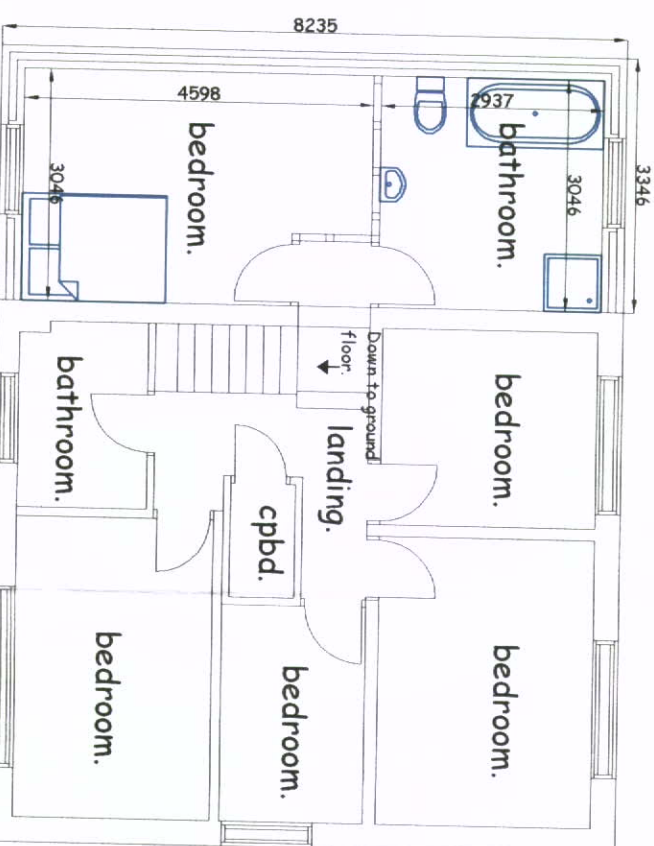 8235
4598
2937
3346
3046
3046
bedroom.
bathroom.
Down to ground
floor.
bathroom.
landing.
bedroom.
cpbd.
bedroom.
bedroom.
bedroom.